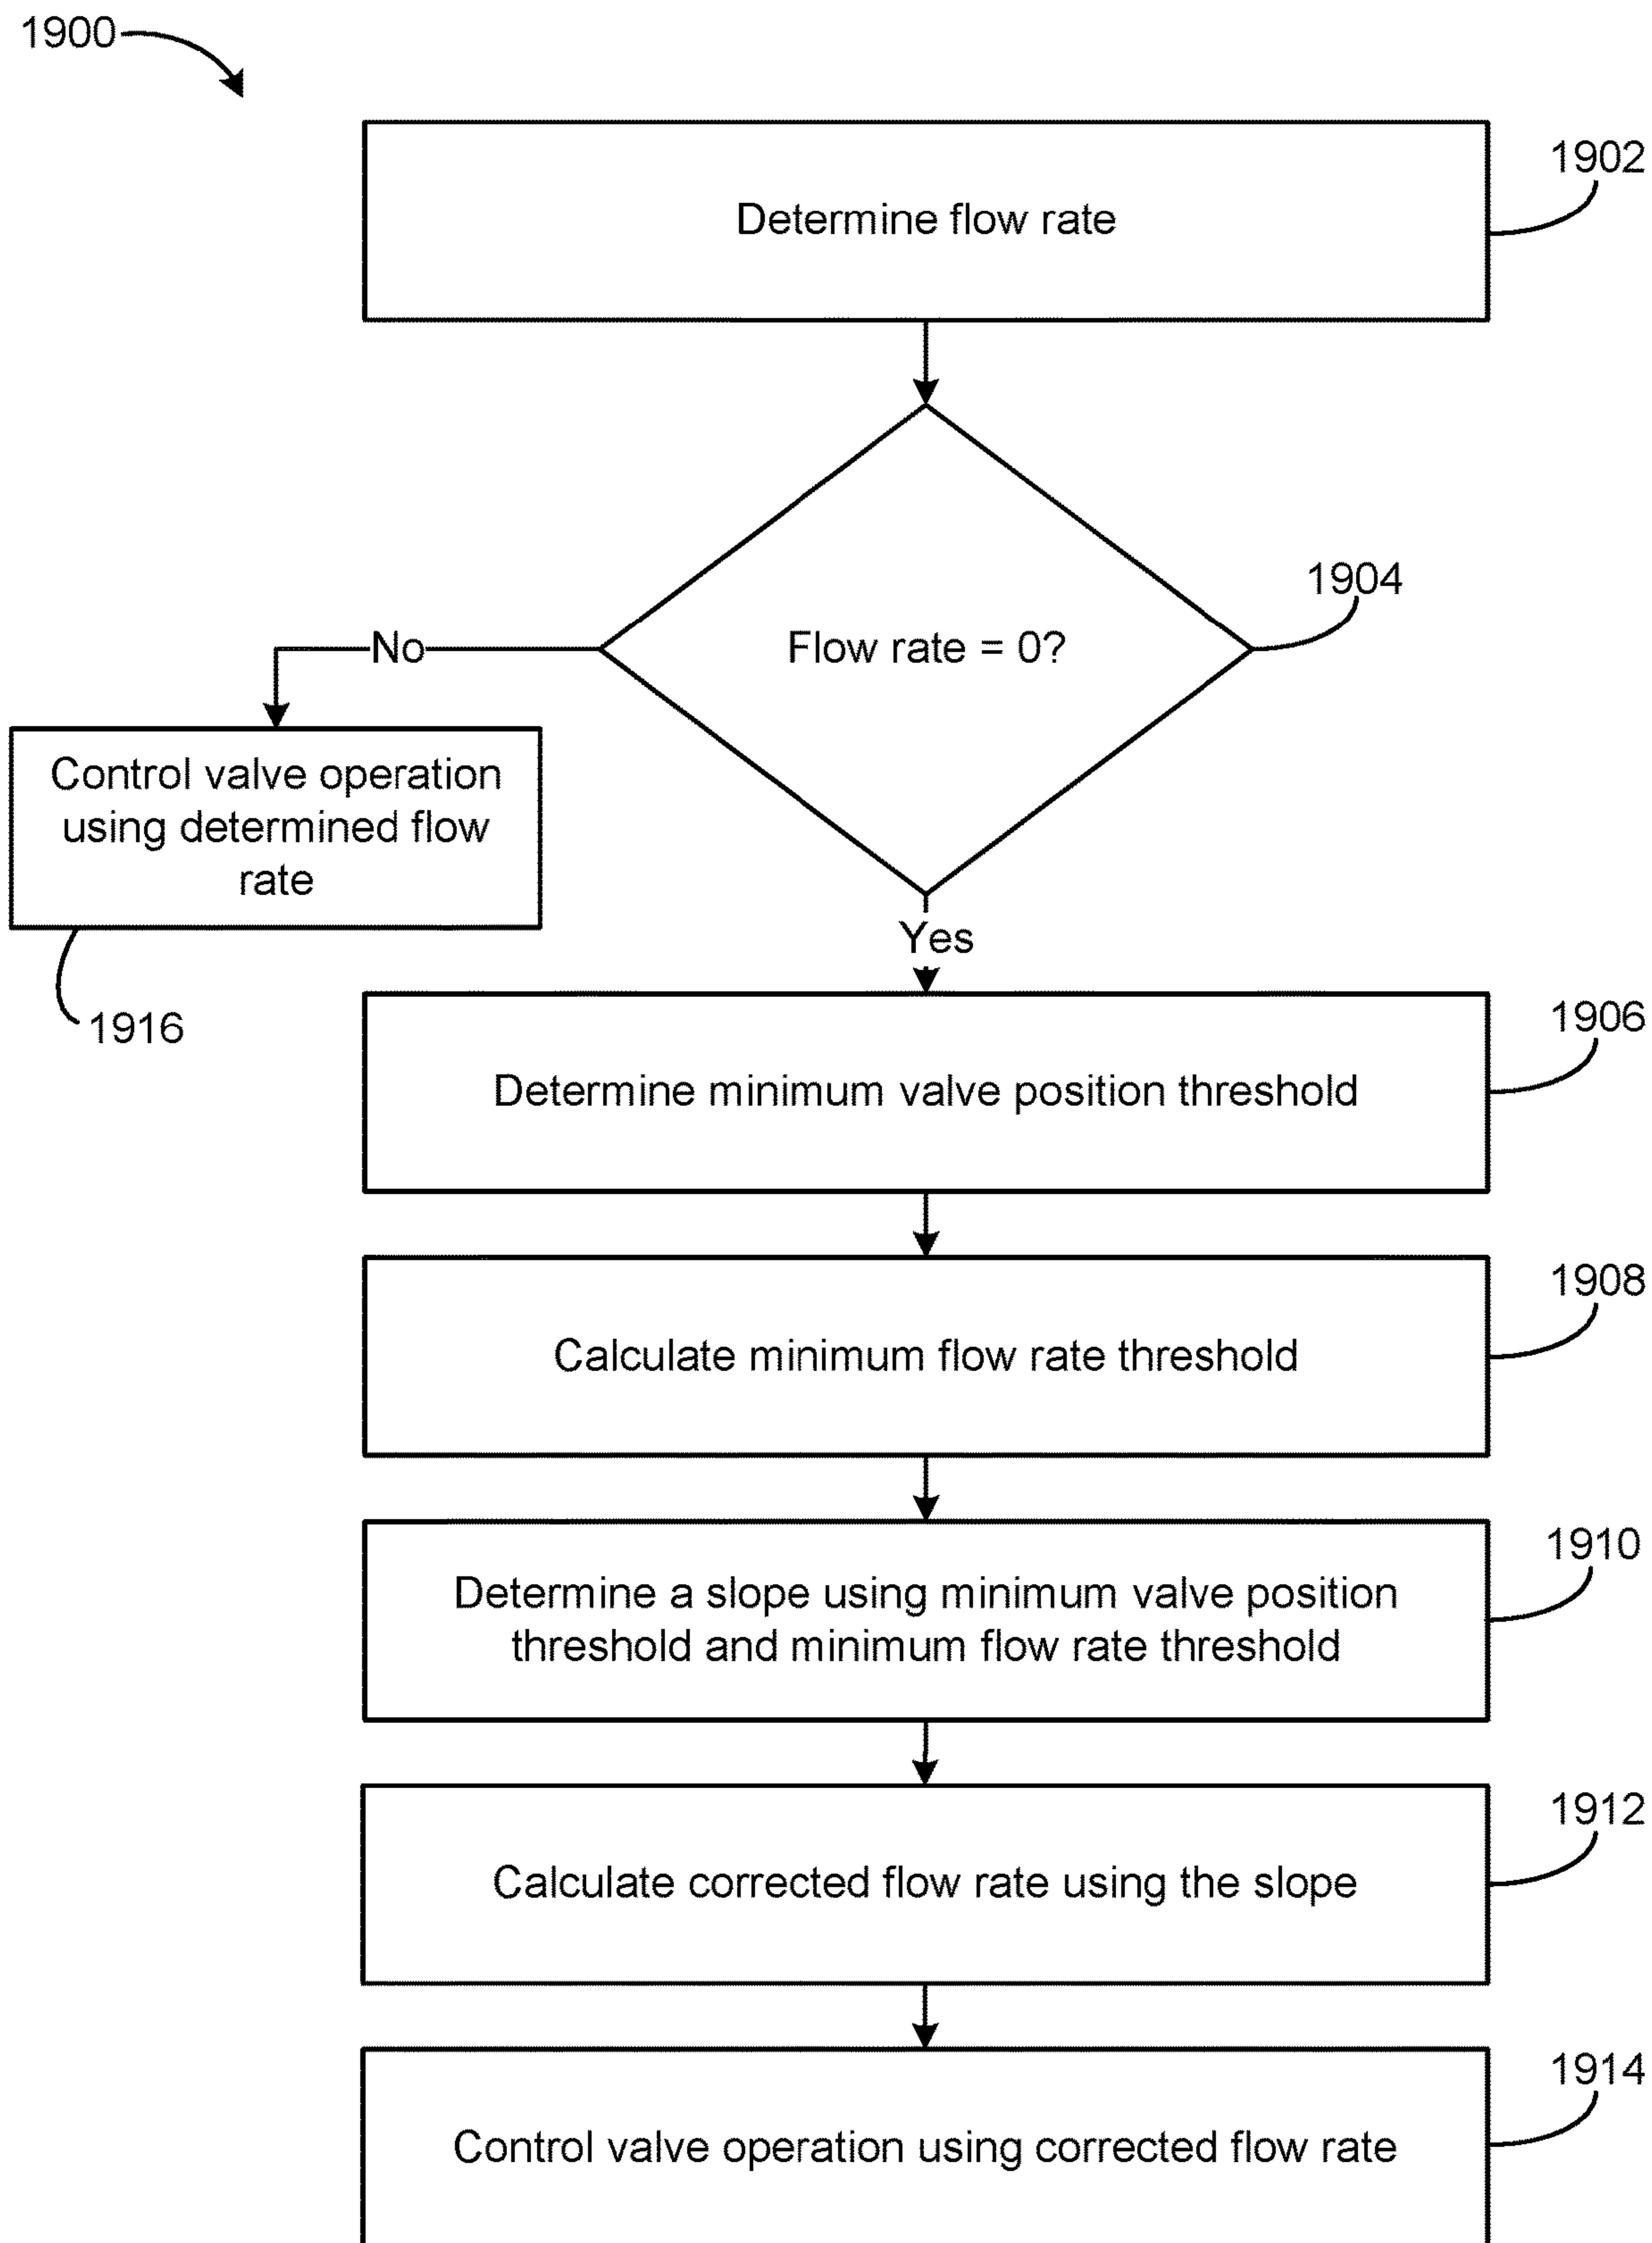 1900
1902
Determine flow rate
1904
Flow rate = 0?
No
Control valve operation
using determined flow
rate
Yes
1916
1906
Determine minimum valve position threshold
1908
Calculate minimum flow rate threshold
1910
Determine a slope using minimum valve position
threshold and minimum flow rate threshold
1912
Calculate corrected flow rate using the slope
1914
Control valve operation using corrected flow rate